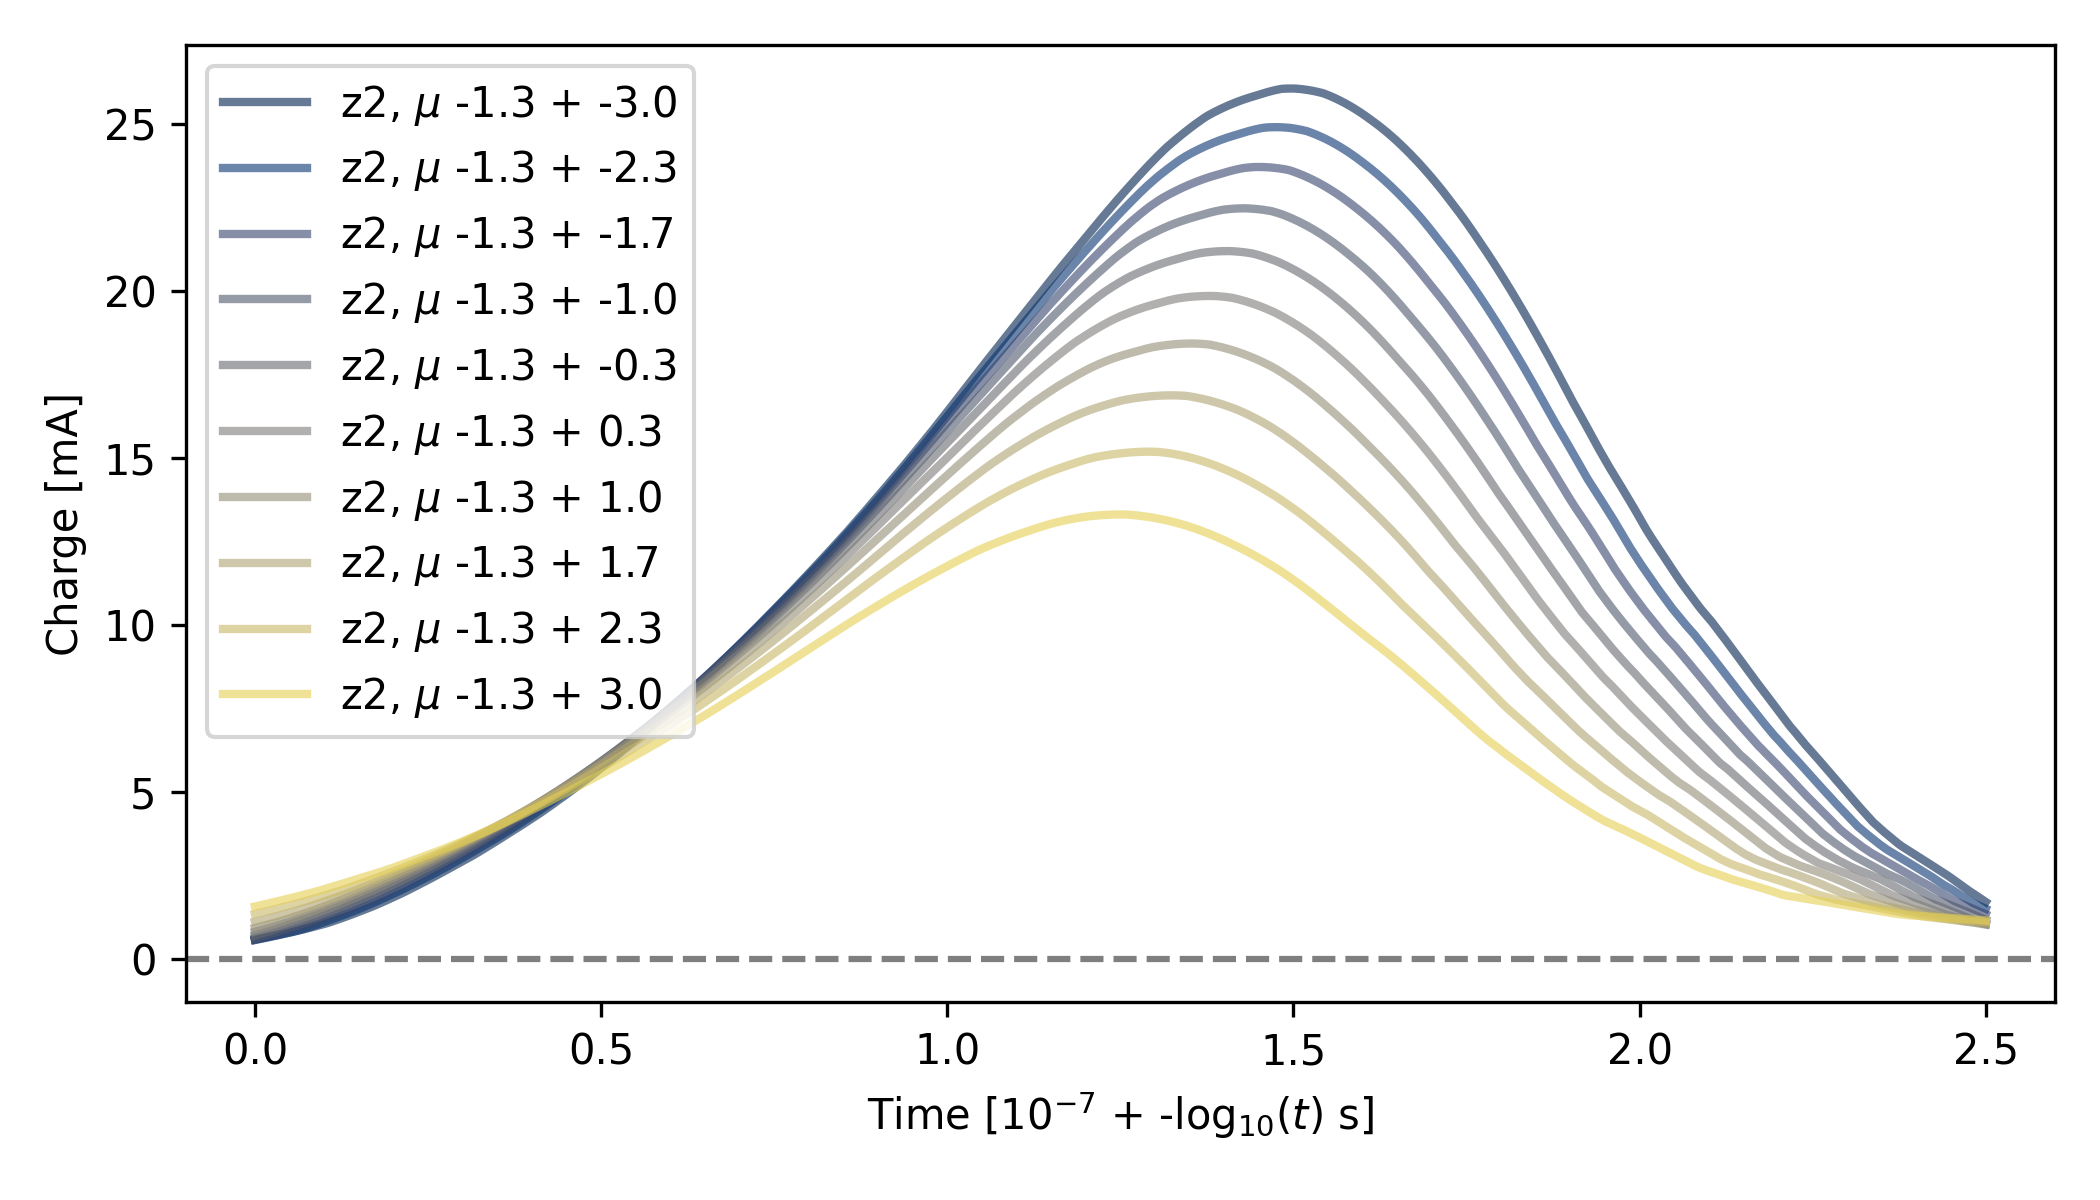 z2, μ -1.3 + -3.0
z2, μ -1.3 + -2.3
z2, μ -1.3 + -1.7
z2, μ -1.3 + -1.0
z2, μ -1.3 + -0.3
z2, μ -1.3 + 0.3
z2, μ -1.3 + 1.0
z2, μ -1.3 + 1.7
z2, μ -1.3 + 2.3
z2, μ -1.3 + 3.0
Charge [mA]
25
20
15
10
5
0
0.0 0.5 1.0 1.5 2.0 2.5
Time [10⁻⁷ + -log₁₀(t) s]